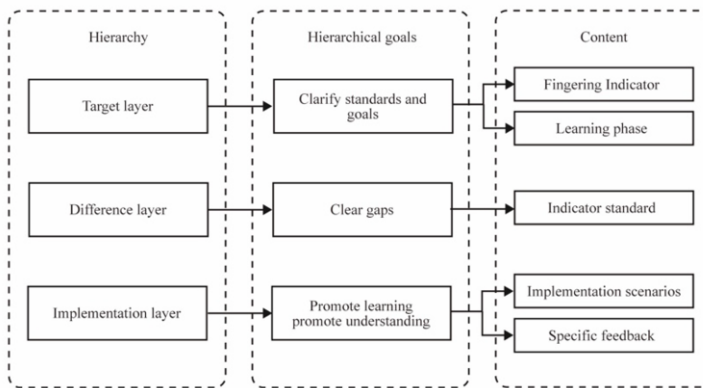 Hierarchy
Hierarchical goals
Content
Target layer
Clarify standards and
goals
Fingering Indicator
Learning phase
Difference layer
Clear gaps
Indicator standard
Implementation layer
Promote learning
promote understanding
Implementation scenarios
Specific feedback